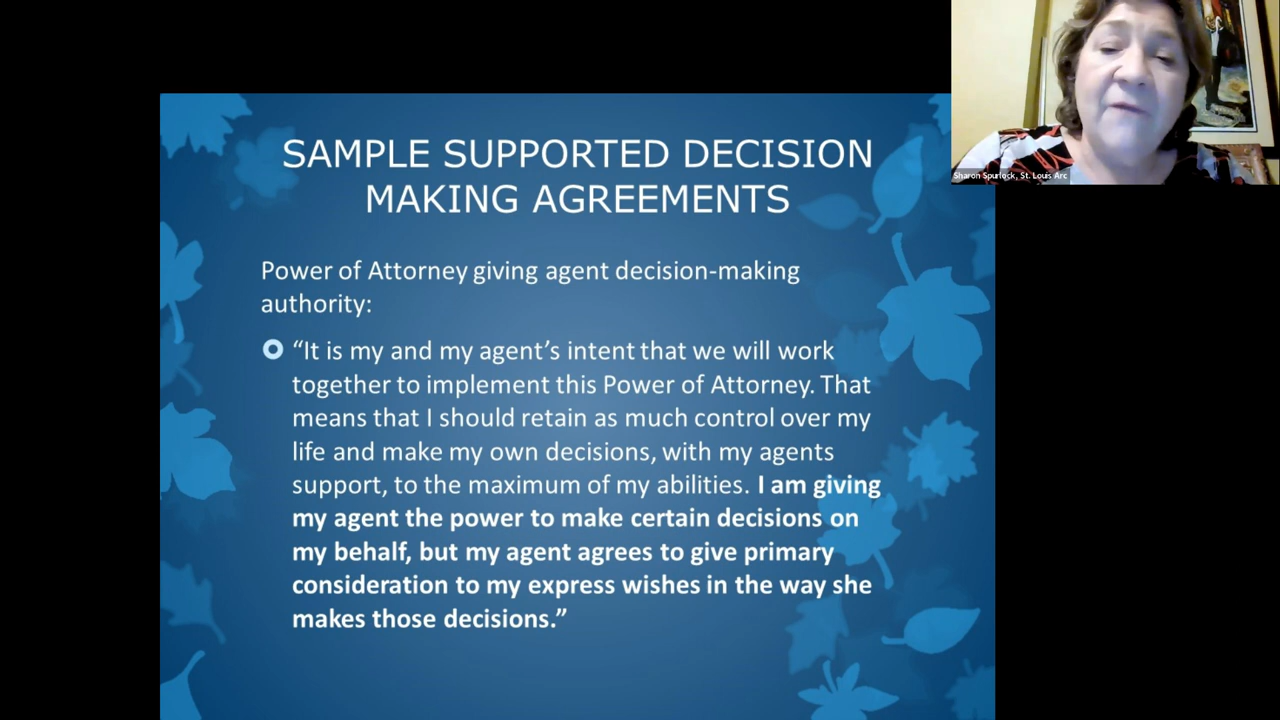 SAMPLE SUPPORTED DECISION
MAKING AGREEMENTS
Power of Attorney giving agent decision-making
authority:
“It is my and my agent’s intent that we will work
together to implement this Power of Attorney. That
means that I should retain as much control over my
life and make my own decisions, with my agents
support, to the maximum of my abilities. I am giving
my agent the power to make certain decisions on
my behalf, but my agent agrees to give primary
consideration to my express wishes in the way she
makes those decisions.”
Sharon Spurlock, St. Louis Arc